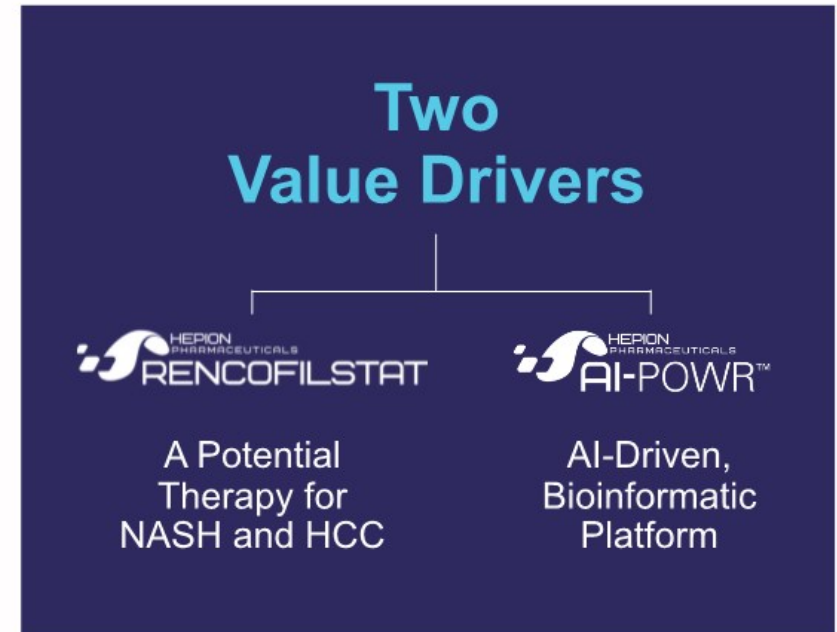 Two
Value Drivers
HEPION
PHARMACEUTICALS
RENCOFILSTAT
A Potential
Therapy for
NASH and HCC
HEPION
PHARMACEUTICALS
AI-POWR™
AI-Driven,
Bioinformatic
Platform